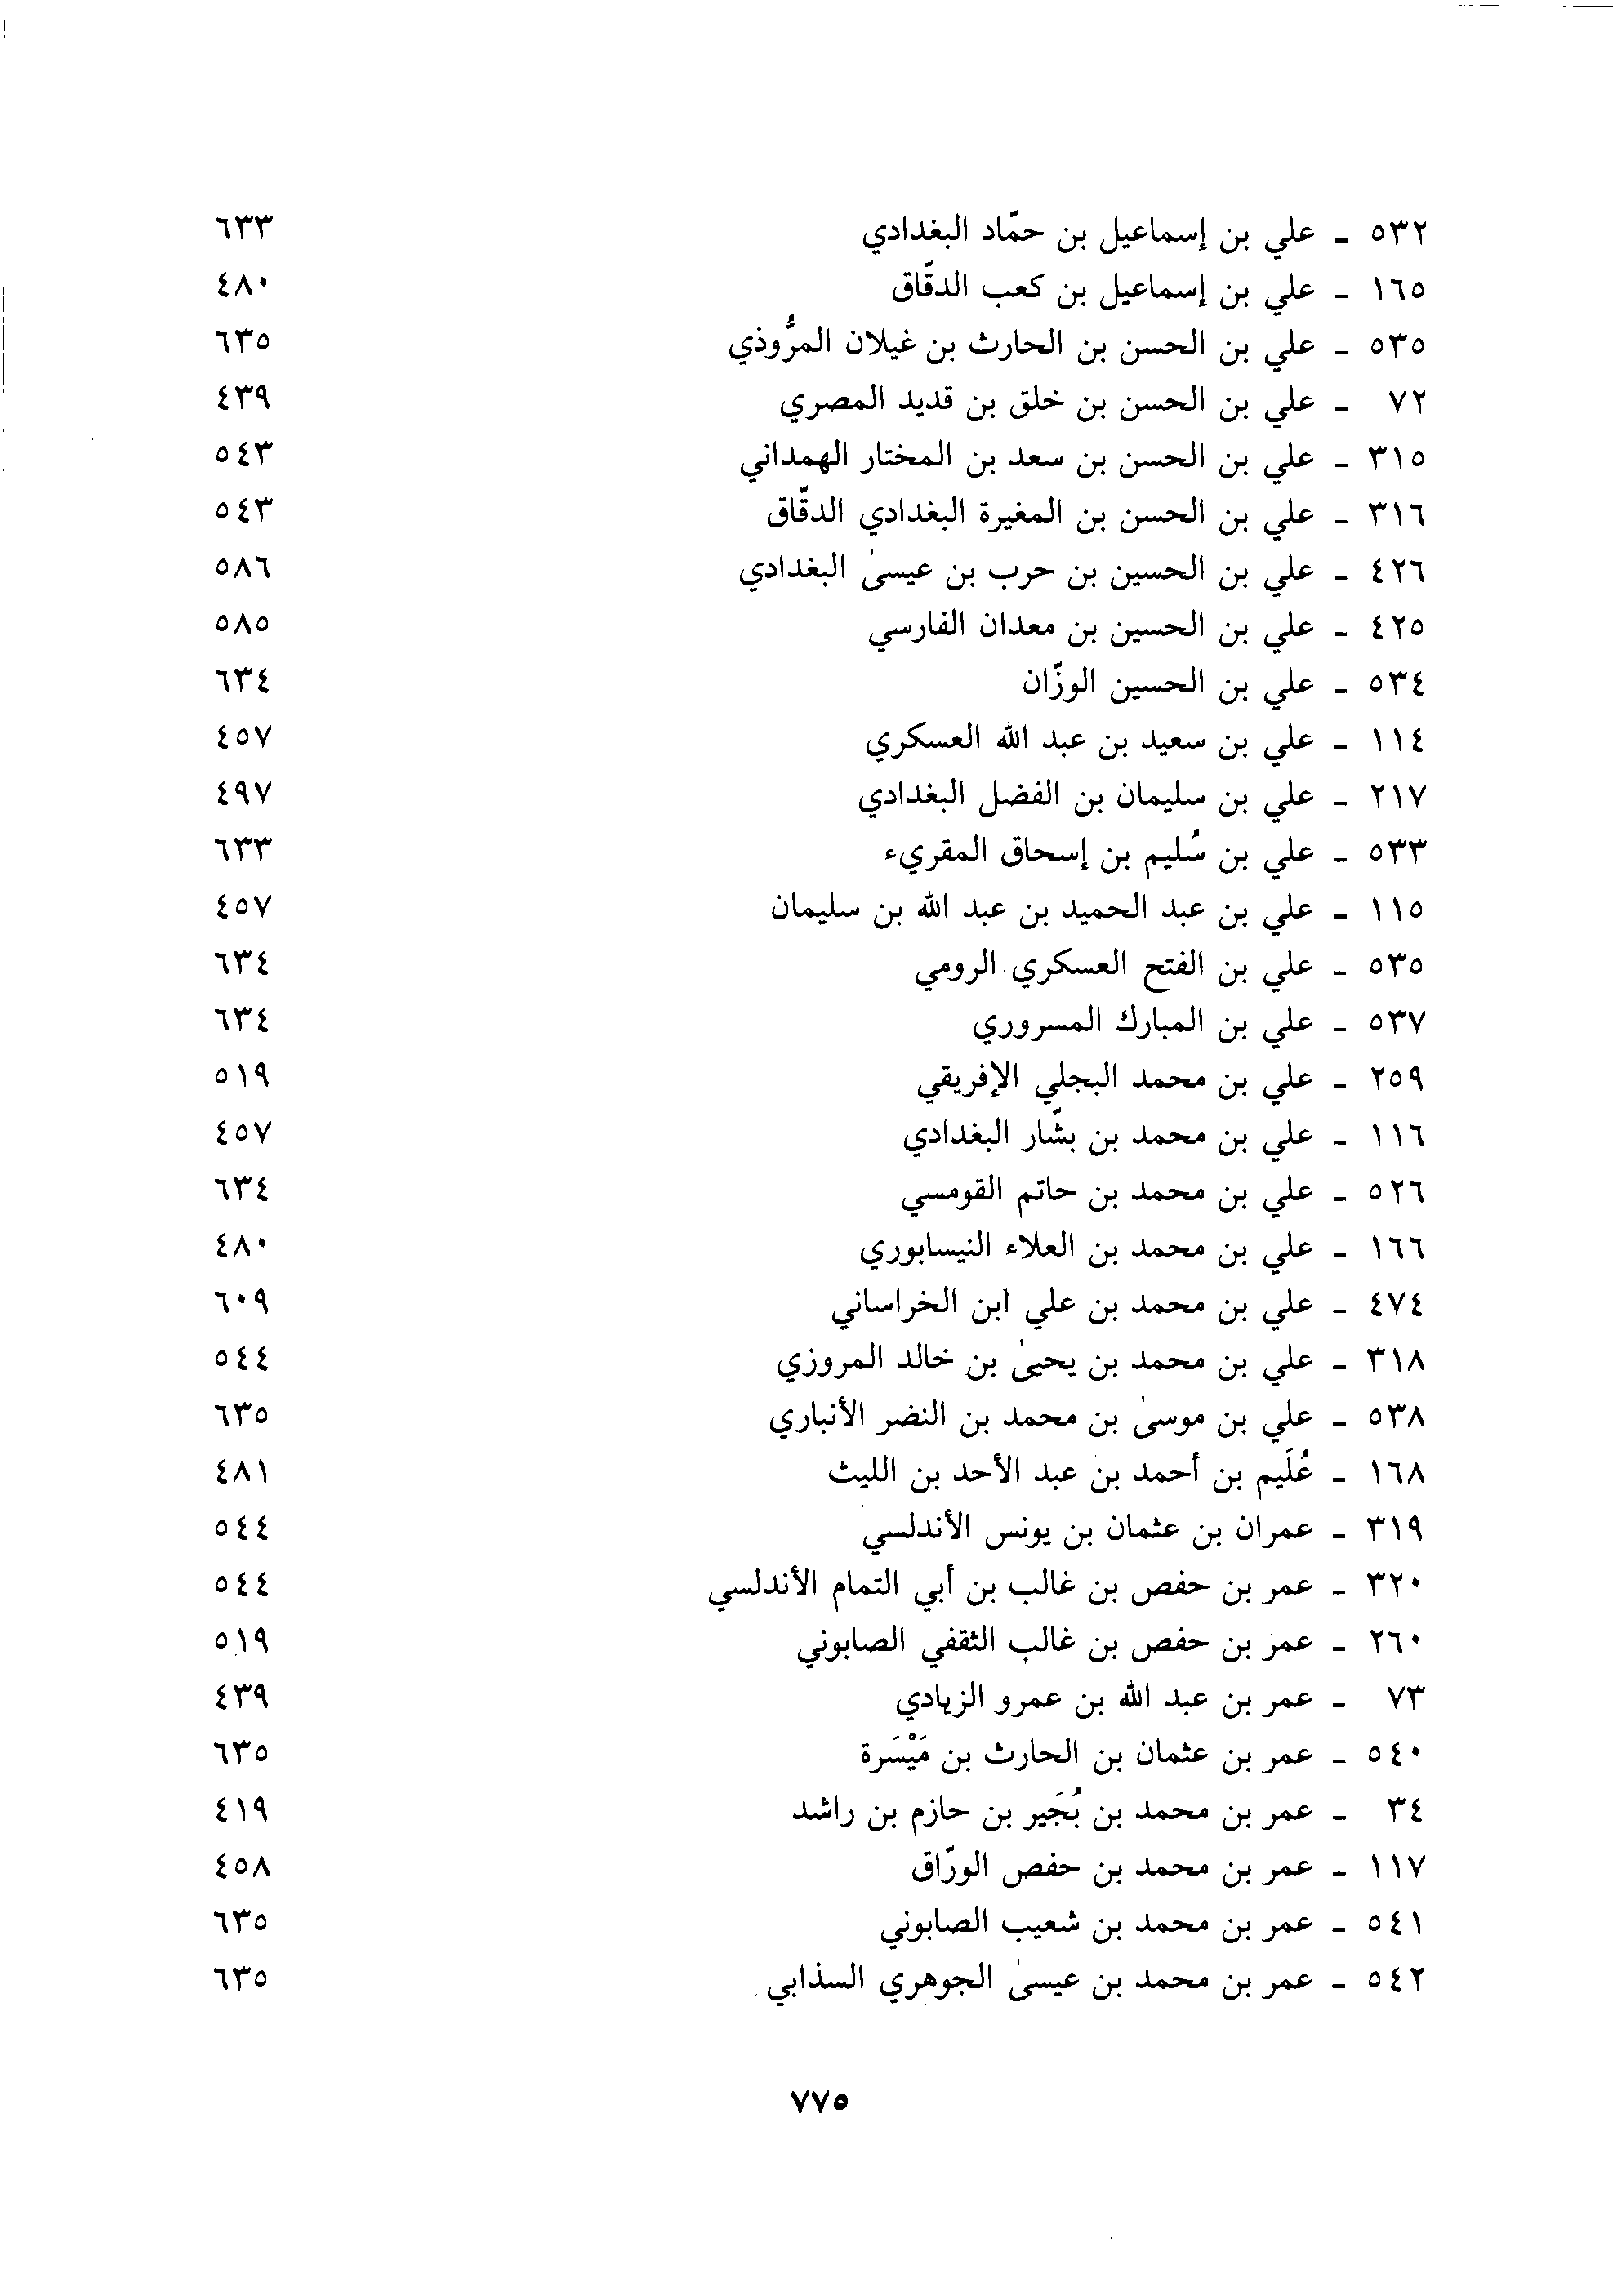 ٥٣٢ - علي بن إسماعيل بن حمّاد البغدادي ٦٣٣
١٦٥ - علي بن إسماعيل بن كعب الدقّاق ٤٨٠
٥٣٥ - علي بن الحسن بن الحارث بن غيلان المرُّوذي ٦٣٥
٧٢ - علي بن الحسن بن خلق بن قديد المصري ٤٣٩
٣١٥ - علي بن الحسن بن سعد بن المختار الهمداني ٥٤٣
٣١٦ - علي بن الحسن بن المغيرة البغدادي الدقّاق ٥٤٣
٤٢٦ - علي بن الحسين بن حرب بن عيسىٰ البغدادي ٥٨٦
٤٢٥ - علي بن الحسين بن معدان الفارسي ٥٨٥
٥٣٤ - علي بن الحسين الوزّان ٦٣٤
١١٤ - علي بن سعيد بن عبد الله العسكري ٤٥٧
٢١٧ - علي بن سليمان بن الفضل البغدادي ٤٩٧
٥٣٣ - علي بن سُليم بن إسحاق المقريء ٦٣٣
١١٥ - علي بن عبد الحميد بن عبد الله بن سليمان ٤٥٧
٥٣٥ - علي بن الفتح العسكري الرومي ٦٣٤
٥٣٧ - علي بن المبارك المسروري ٦٣٤
٢٥٩ - علي بن محمد البجلي الإفريقي ٥١٩
١١٦ - علي بن محمد بن بشّار البغدادي ٤٥٧
٥٢٦ - علي بن محمد بن حاتم القومسي ٦٣٤
١٦٦ - علي بن محمد بن العلاء النيسابوري ٤٨٠
٤٧٤ - علي بن محمد بن علي ابن الخراساني ٦٠٩
٣١٨ - علي بن محمد بن يحيىٰ بن خالد المروزي ٥٤٤
٥٣٨ - علي بن موسىٰ بن محمد بن النضر الأنباري ٦٣٥
١٦٨ - عُلَيم بن أحمد بن عبد الأحد بن الليث ٤٨١
٣١٩ - عمران بن عثمان بن يونس الأندلسي ٥٤٤
٣٢٠ - عمر بن حفص بن غالب بن أبي التمام الأندلسي ٥٤٤
٢٦٠ - عمر بن حفص بن غالب الثقفي الصابوني ٥١٩
٧٣ - عمر بن عبد الله بن عمرو الزيادي ٤٣٩
٥٤٠ - عمر بن عثمان بن الحارث بن مَيْسَرة ٦٣٥
٣٤ - عمر بن محمد بن بُجَير بن حازم بن راشد ٤١٩
١١٧ - عمر بن محمد بن حفص الورّاق ٤٥٨
٥٤١ - عمر بن محمد بن شعيب الصابوني ٦٣٥
٥٤٢ - عمر بن محمد بن عيسىٰ الجوهري السذابي ٦٣٥
٧٧٥